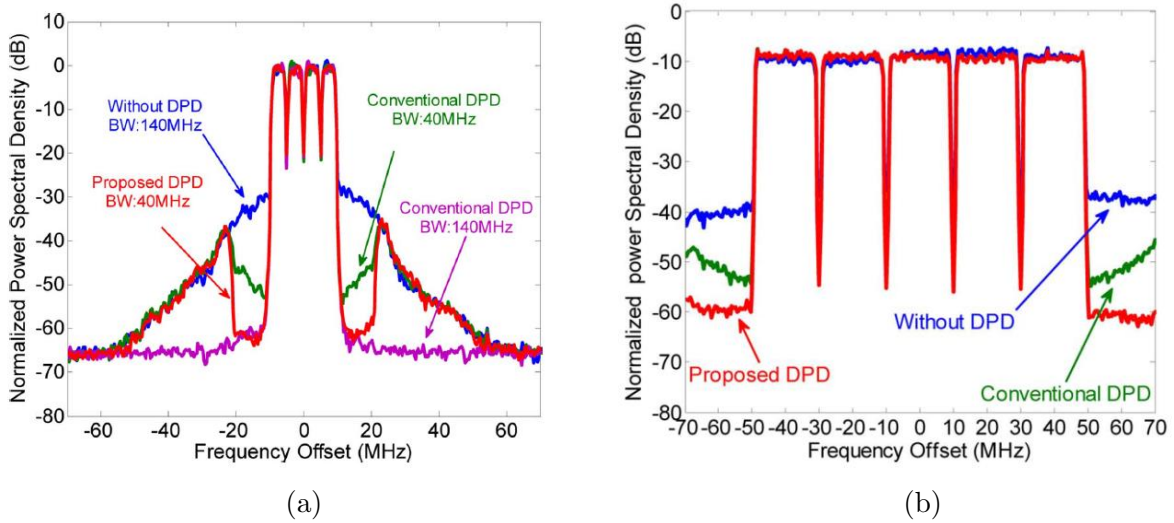 10
0
-10
-20
-30
-40
-50
-60
-70
-80
-60
-40
-20
0
20
40
60
Normalized Power Spectral Density (dB)
Frequency Offset (MHz)
Without DPD
BW:140MHz
Conventional DPD
BW:40MHz
Proposed DPD
BW:40MHz
Conventional DPD
BW:140MHz
(a)
0
-10
-20
-30
-40
-50
-60
-70
-80
-70 -60 -50 -40 -30 -20 -10 0 10 20 30 40 50 60 70
Normalized power Spectral Density (dB)
Frequency Offset (MHz)
Without DPD
Proposed DPD
Conventional DPD
(b)